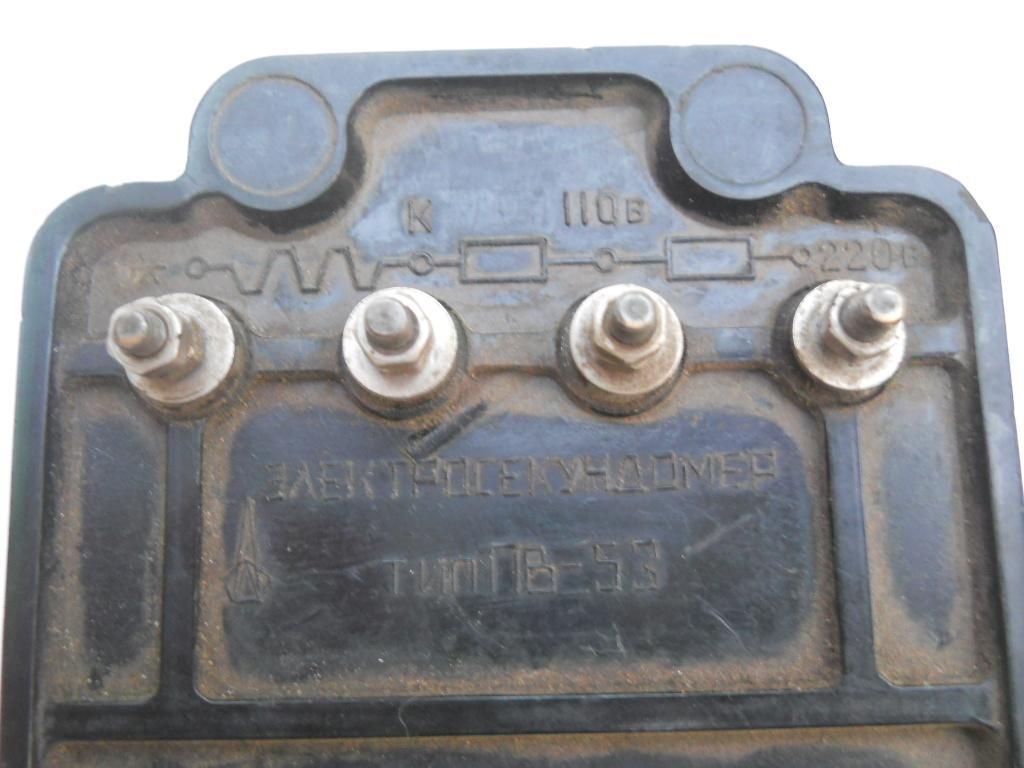 * К 110в 220в
ЭЛЕКТРОСЕКУНДОМЕР
тип ПВ-53